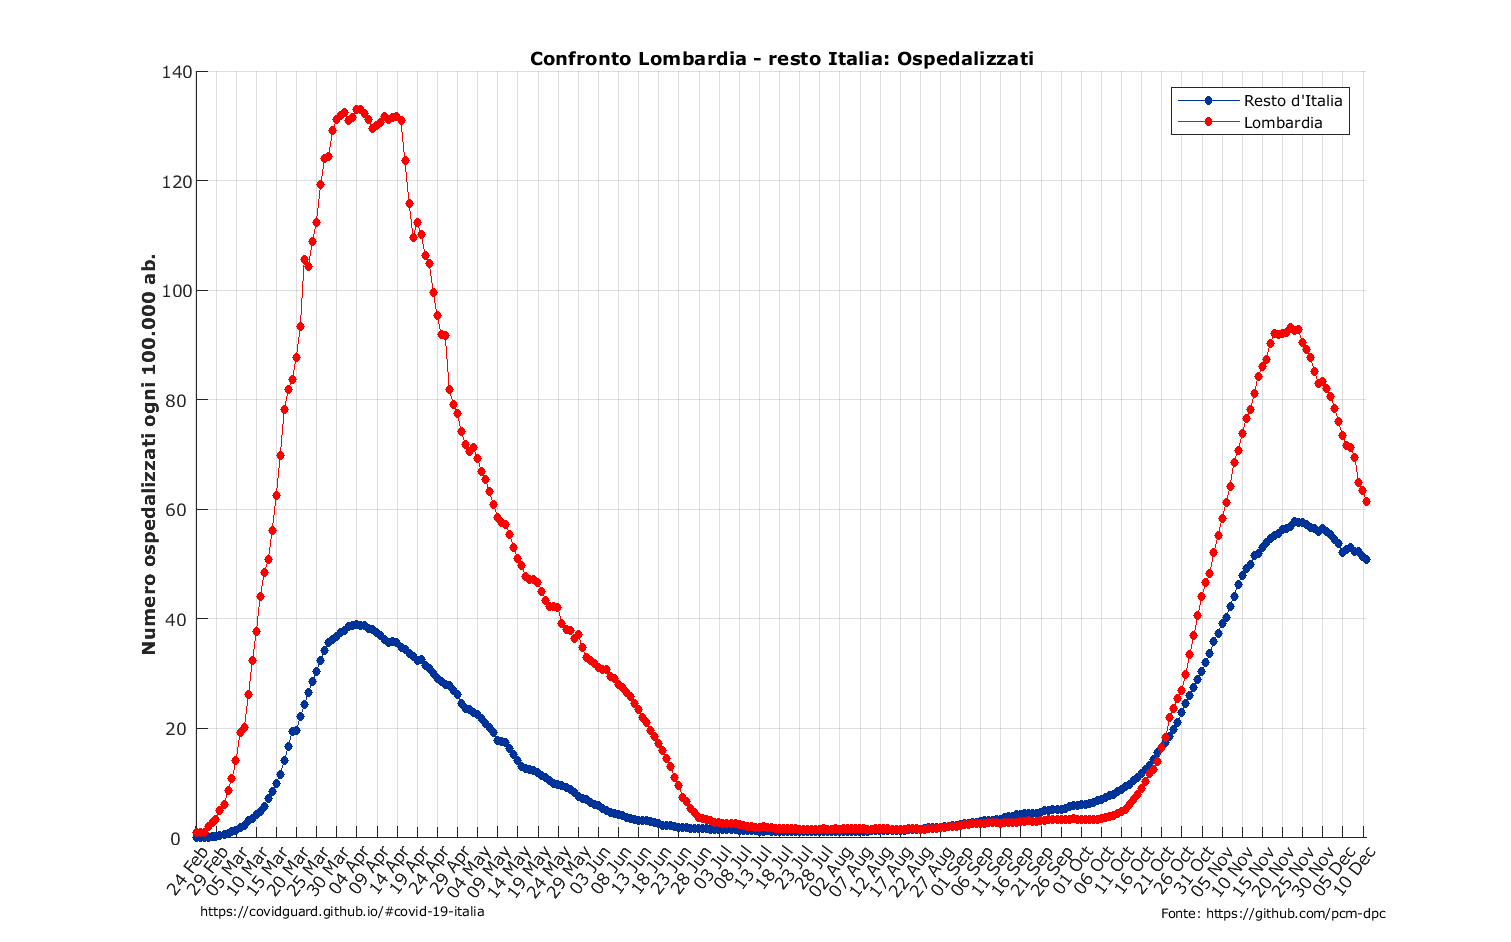 Confronto Lombardia - resto Italia: Ospedalizzati
Resto d'Italia
Lombardia
Numero ospedalizzati ogni 100.000 ab.
140
120
100
80
60
40
20
0
24 Feb
29 Feb
05 Mar
10 Mar
15 Mar
20 Mar
25 Mar
30 Mar
04 Apr
09 Apr
14 Apr
19 Apr
24 Apr
29 Apr
04 May
09 May
14 May
19 May
24 May
29 May
03 Jun
08 Jun
13 Jun
18 Jun
23 Jun
28 Jun
03 Jul
08 Jul
13 Jul
18 Jul
23 Jul
28 Jul
02 Aug
07 Aug
12 Aug
17 Aug
22 Aug
27 Aug
01 Sep
06 Sep
11 Sep
16 Sep
21 Sep
26 Sep
01 Oct
06 Oct
11 Oct
16 Oct
21 Oct
26 Oct
31 Oct
05 Nov
10 Nov
15 Nov
20 Nov
25 Nov
30 Nov
05 Dec
10 Dec
https://covidguard.github.io/#covid-19-italia
Fonte: https://github.com/pcm-dpc